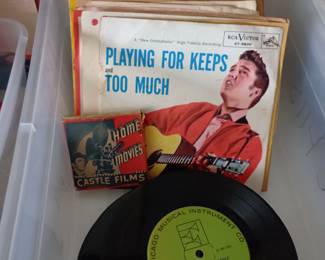 A "New Orthophonic" High Fidelity Recording
RCA VICTOR
PLAYING FOR KEEPS
and
TOO MUCH
HOME
MOVIES
CASTLE FILMS
CHICAGO MUSICAL INSTRUMENT CO.